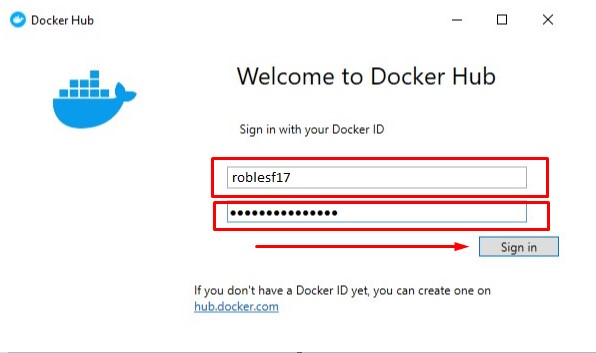 Docker Hub
Welcome to Docker Hub
Sign in with your Docker ID
roblesf17
●●●●●●●●●●●●●●●
Sign in
If you don't have a Docker ID yet, you can create one on
hub.docker.com